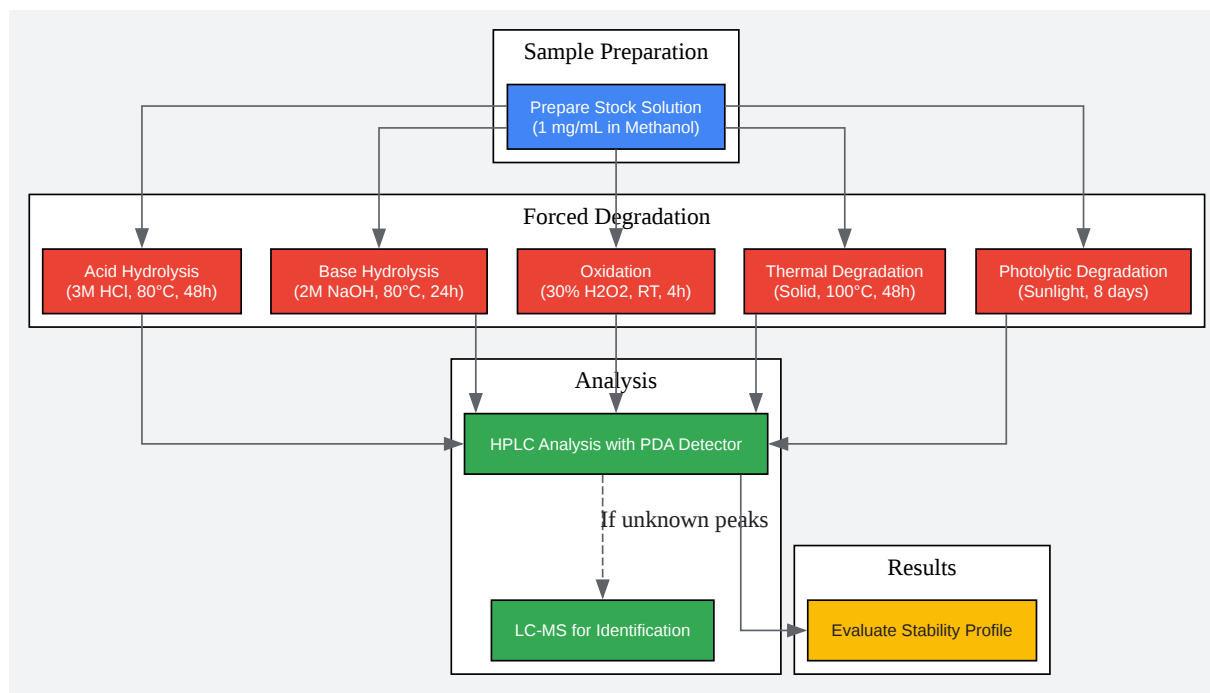 Sample Preparation
Prepare Stock Solution
(1 mg/mL in Methanol)
Forced Degradation
Acid Hydrolysis
(3M HCl, 80°C, 48h)
Base Hydrolysis
(2M NaOH, 80°C, 24h)
Oxidation
(30% H2O2, RT, 4h)
Thermal Degradation
(Solid, 100°C, 48h)
Photolytic Degradation
(Sunlight, 8 days)
Analysis
HPLC Analysis with PDA Detector
If unknown peaks
LC-MS for Identification
Results
Evaluate Stability Profile